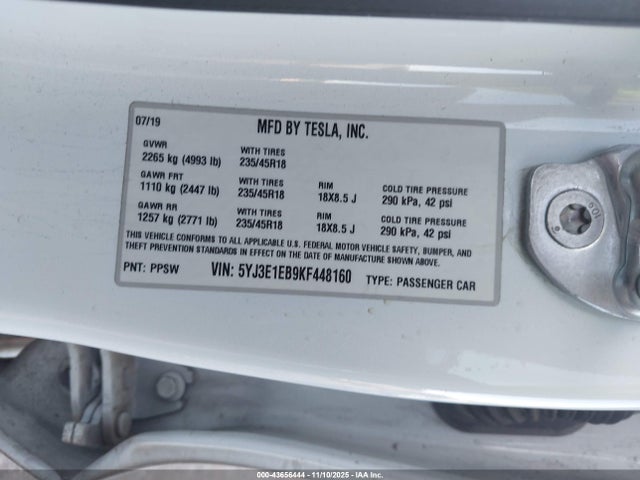 07/19 MFD BY TESLA, INC.
GVWR WITH TIRES
2265 kg (4993 lb) 235/45R18
GAWR FRT WITH TIRES RIM COLD TIRE PRESSURE
1110 kg (2447 lb) 235/45R18 18X8.5 J 290 kPa, 42 psi
GAWR RR WITH TIRES RIM COLD TIRE PRESSURE
1257 kg (2771 lb) 235/45R18 18X8.5 J 290 kPa, 42 psi
THIS VEHICLE CONFORMS TO ALL APPLICABLE U.S. FEDERAL MOTOR VEHICLE SAFETY, BUMPER, AND
THEFT PREVENTION STANDARDS IN EFFECT ON THE DATE OF MANUFACTURE SHOWN ABOVE.
PNT: PPSW VIN: 5YJ3E1EB9KF448160 TYPE: PASSENGER CAR
10.9
000-43656444 - 11/10/2025 - IAAI.COM